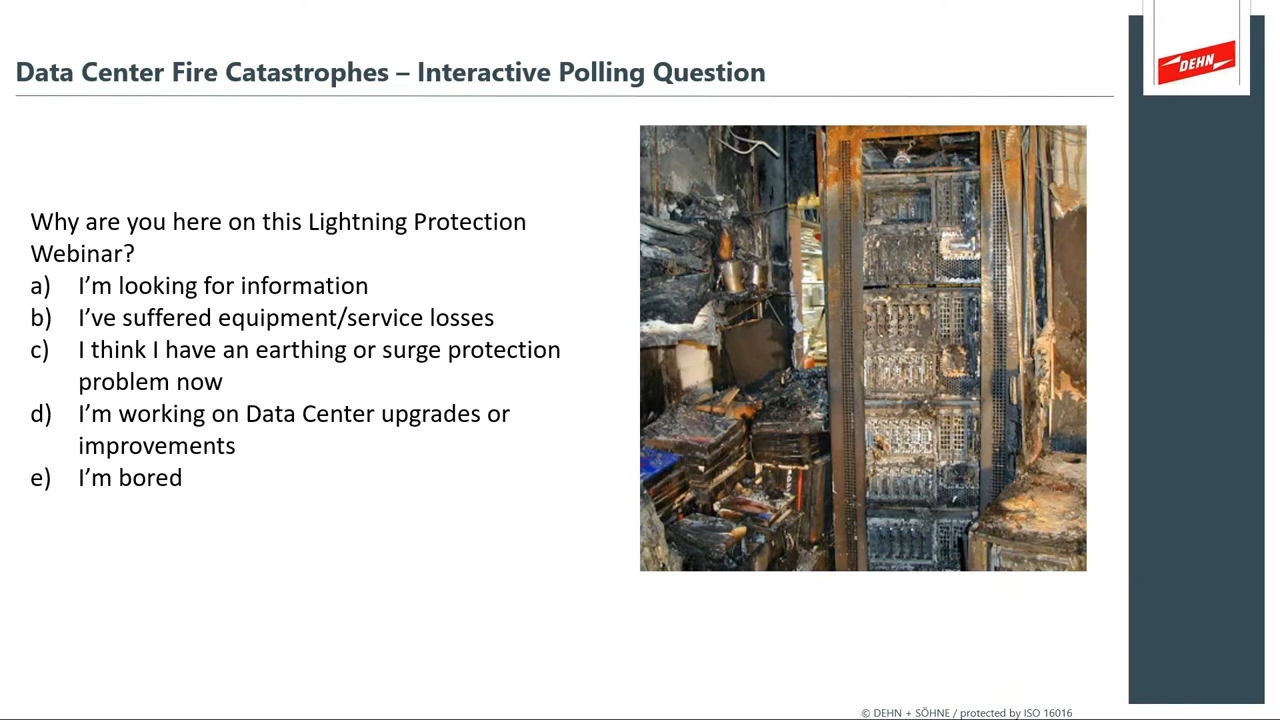 Data Center Fire Catastrophes – Interactive Polling Question
DEHN
Why are you here on this Lightning Protection
Webinar?
a) I’m looking for information
b) I’ve suffered equipment/service losses
c) I think I have an earthing or surge protection
problem now
d) I’m working on Data Center upgrades or
improvements
e) I’m bored
© DEHN + SÖHNE / protected by ISO 16016